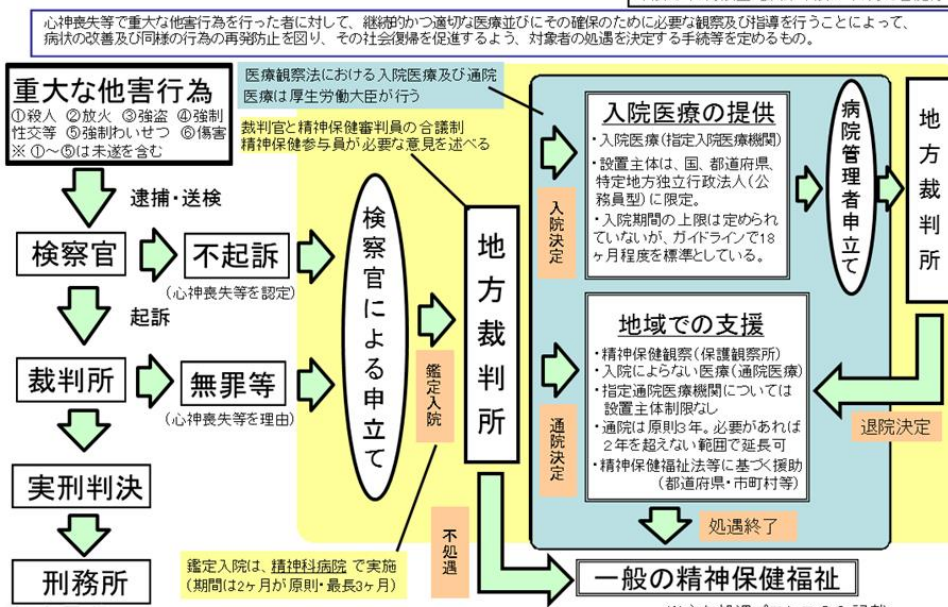 心神喪失等で重大な他害行為を行った者に対して、継続的かつ適切な医療並びにその確保のために必要な観察及び指導を行うことによって、
病状の改善及び同様の行為の再発防止を図り、その社会復帰を促進するよう、対象者の処遇を決定する手続等を定めるもの。
重大な他害行為
①殺人 ②放火 ③強盗 ④強制
性交等 ⑤強制わいせつ ⑥傷害
※ ①～⑤は未遂を含む
逮捕・送検
検察官
不起訴
(心神喪失等を認定)
起訴
裁判所
無罪等
(心神喪失等を理由)
実刑判決
刑務所
検察官による申立て
鑑定入院
地方裁判所
医療観察法における入院医療及び通院
医療は厚生労働大臣が行う
裁判官と精神保健審判員の合議制
精神保健参与員が必要な意見を述べる
鑑定入院は、精神科病院 で実施
(期間は2ヶ月が原則・最長3ヶ月)
入院決定
入院医療の提供
・入院医療(指定入院医療機関)
・設置主体は、国、都道府県、
特定地方独立行政法人(公
務員型)に限定。
・入院期間の上限は定められ
ていないが、ガイドラインで18
ヶ月程度を標準としている。
病院管理者申立て
地方裁判所
退院決定
通院決定
地域での支援
・精神保健観察(保護観察所)
・入院によらない医療(通院医療)
・指定通院医療機関については
設置主体制限なし
・通院は原則3年。必要があれば
2年を超えない範囲で延長可
・精神保健福祉法等に基づく援助
(都道府県・市町村等)
処遇終了
不処遇
一般の精神保健福祉